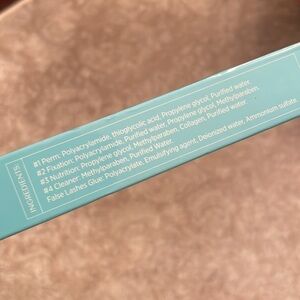 INGREDIENTS
#1 Perm: Polyacrylamide, thioglycolic acid, Propylene glycol, Purified water.
#2 Fixation: Polyacrylamide, Purified water, Propylene glycol, Methylparaben.
#3 Nutrition: Propylene glycol, Methylparaben, Collagen, Purified water.
#4 Cleaner: Methylparaben, Purified Water.
False Lashes Glue: Polyacrylate, Emulsifying agent, Deionized water, Ammonium sulfate